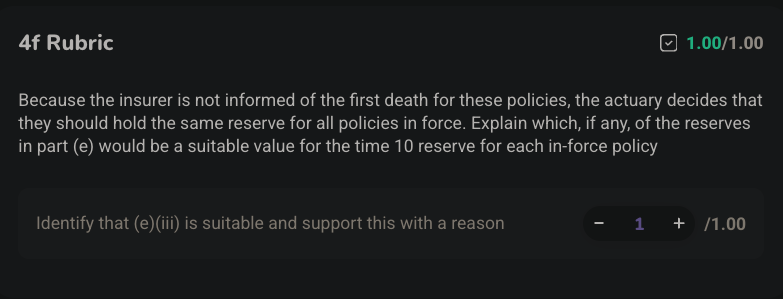 4f Rubric
1.00/1.00
Because the insurer is not informed of the first death for these policies, the actuary decides that
they should hold the same reserve for all policies in force. Explain which, if any, of the reserves
in part (e) would be a suitable value for the time 10 reserve for each in-force policy
Identify that (e)(iii) is suitable and support this with a reason
− 1 + /1.00